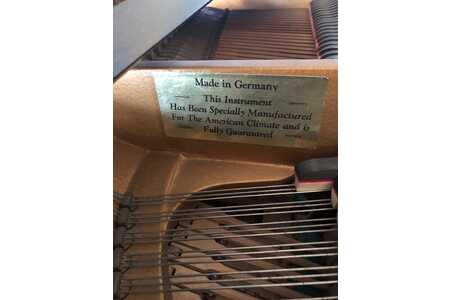 Made in Germany
This Instrument
Has Been Specially Manufactured
For The American Climate and is
Fully Guaranteed